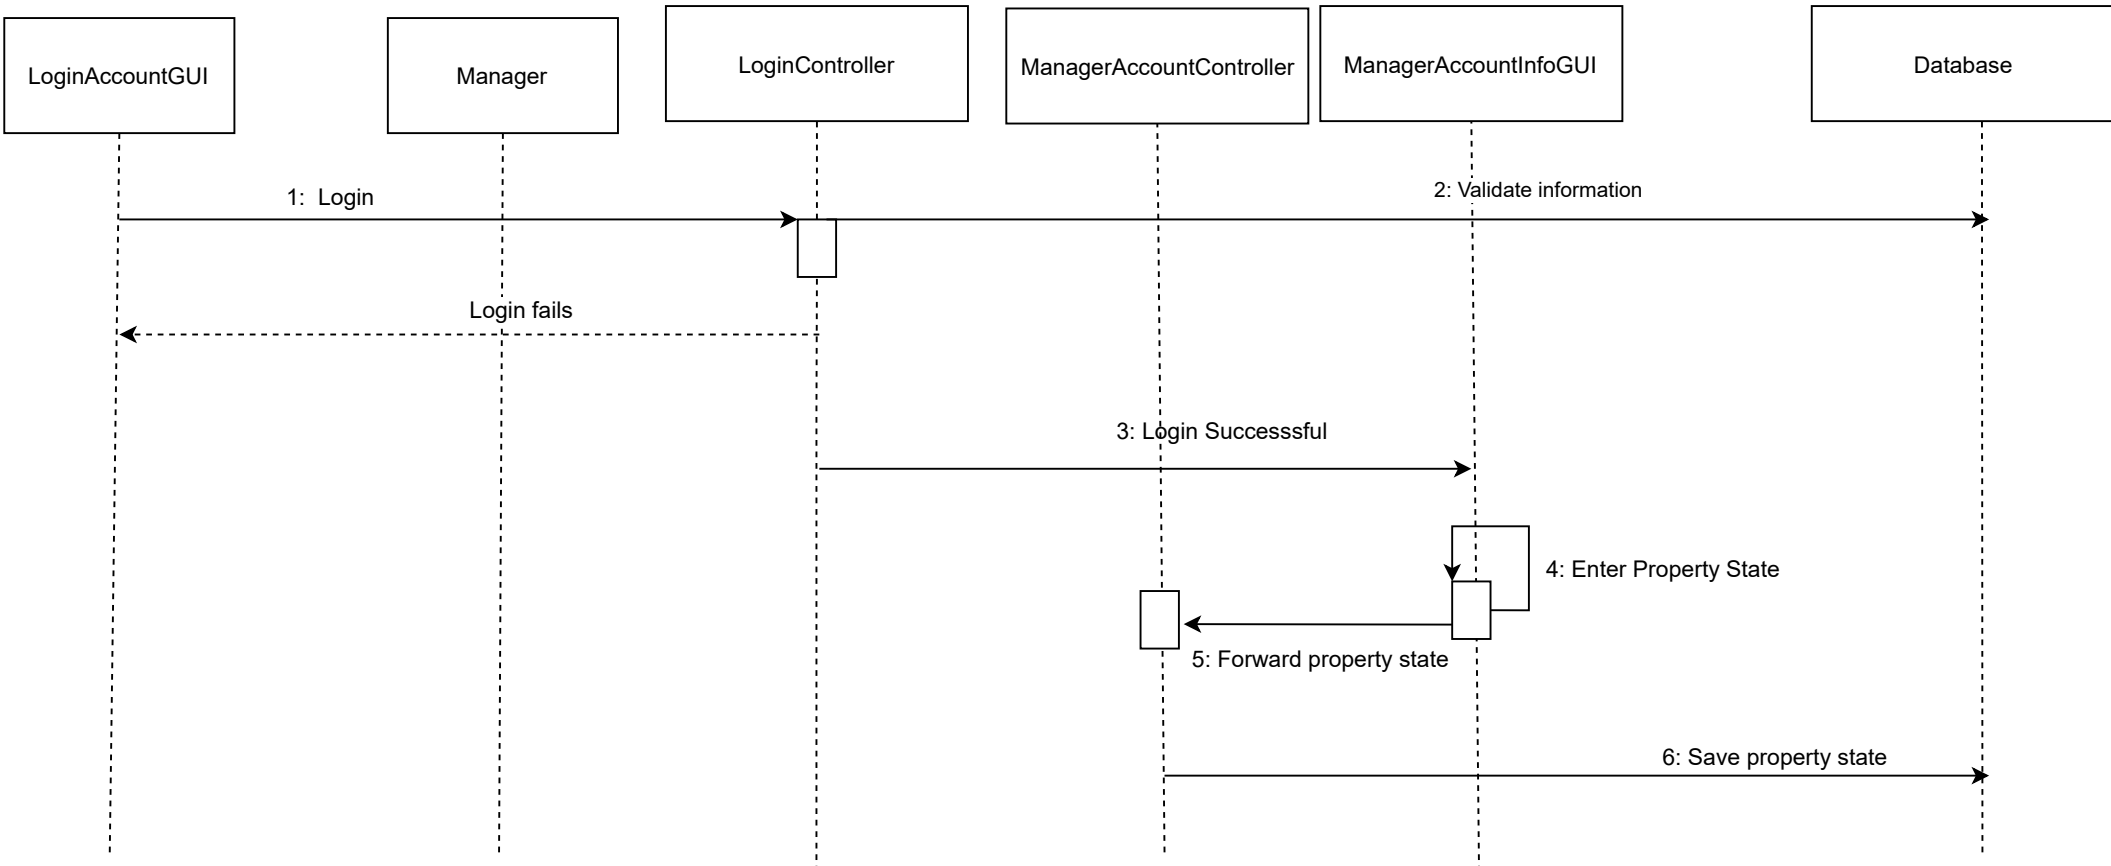 LoginAccountGUI
Manager
LoginController
ManagerAccountController
ManagerAccountInfoGUI
Database
1:  Login
2: Validate information
Login fails
3: Login Successsful
4: Enter Property State
5: Forward property state
6: Save property state